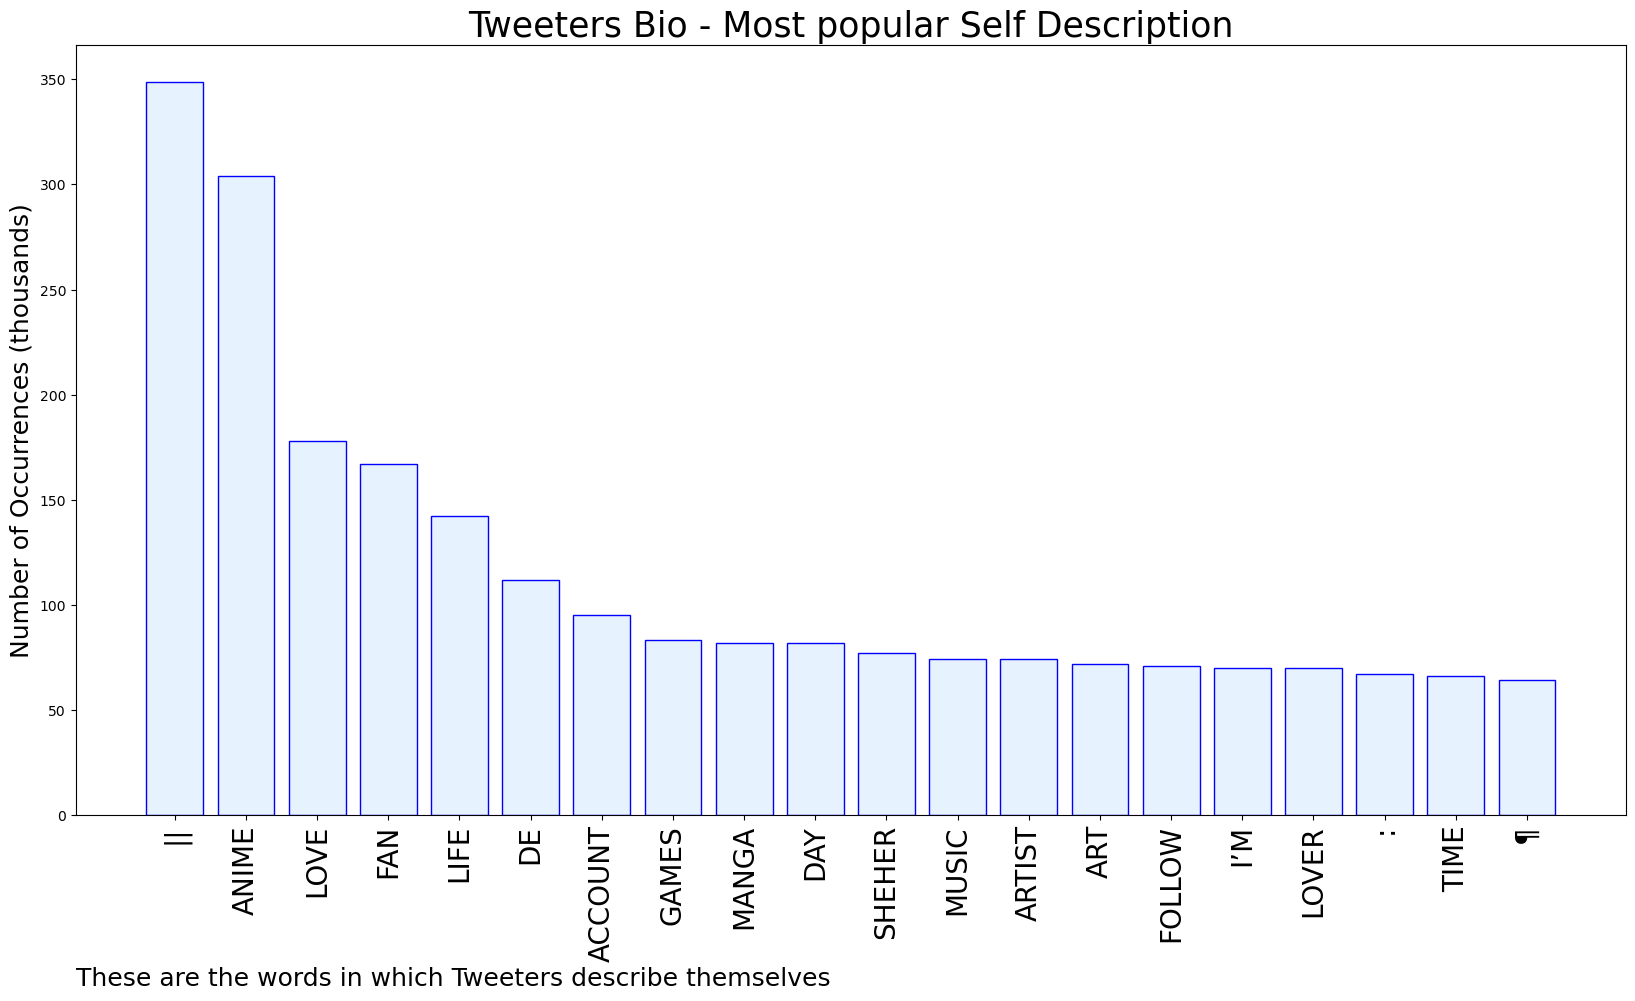 Tweeters Bio - Most popular Self Description
Number of Occurrences (thousands)
350
300
250
200
150
100
50
0
||
ANIME
LOVE
FAN
LIFE
DE
ACCOUNT
GAMES
MANGA
DAY
SHEHER
MUSIC
ARTIST
ART
FOLLOW
I’M
LOVER
:
TIME
¶
These are the words in which Tweeters describe themselves